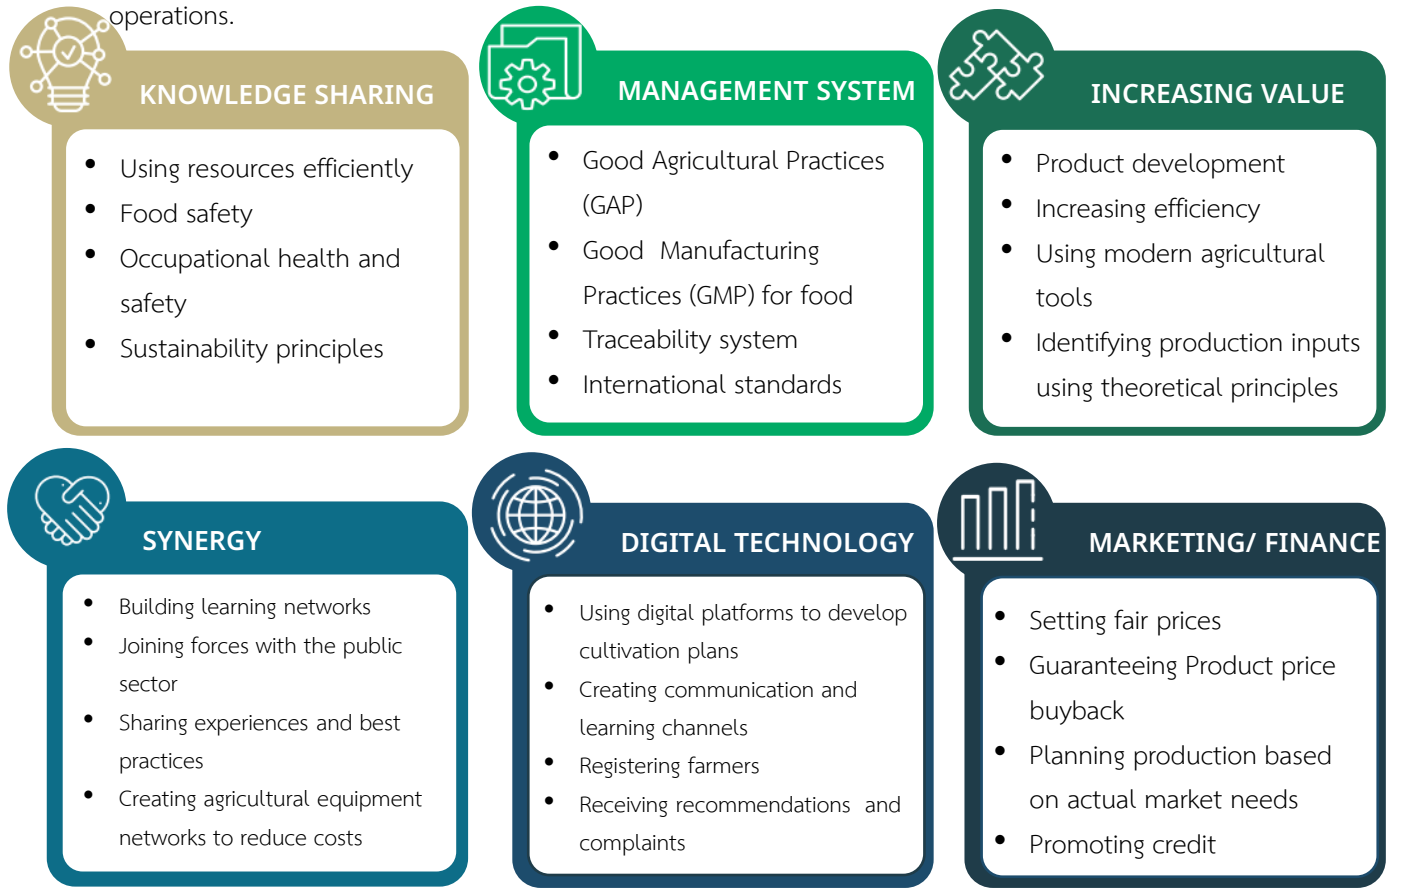 operations.
KNOWLEDGE SHARING
• Using resources efficiently
• Food safety
• Occupational health and
safety
• Sustainability principles
MANAGEMENT SYSTEM
• Good Agricultural Practices
(GAP)
• Good Manufacturing
Practices (GMP) for food
• Traceability system
• International standards
INCREASING VALUE
• Product development
• Increasing efficiency
• Using modern agricultural
tools
• Identifying production inputs
using theoretical principles
SYNERGY
• Building learning networks
• Joining forces with the public
sector
• Sharing experiences and best
practices
• Creating agricultural equipment
networks to reduce costs
DIGITAL TECHNOLOGY
• Using digital platforms to develop
cultivation plans
• Creating communication and
learning channels
• Registering farmers
• Receiving recommendations and
complaints
MARKETING/ FINANCE
• Setting fair prices
• Guaranteeing Product price
buyback
• Planning production based
on actual market needs
• Promoting credit